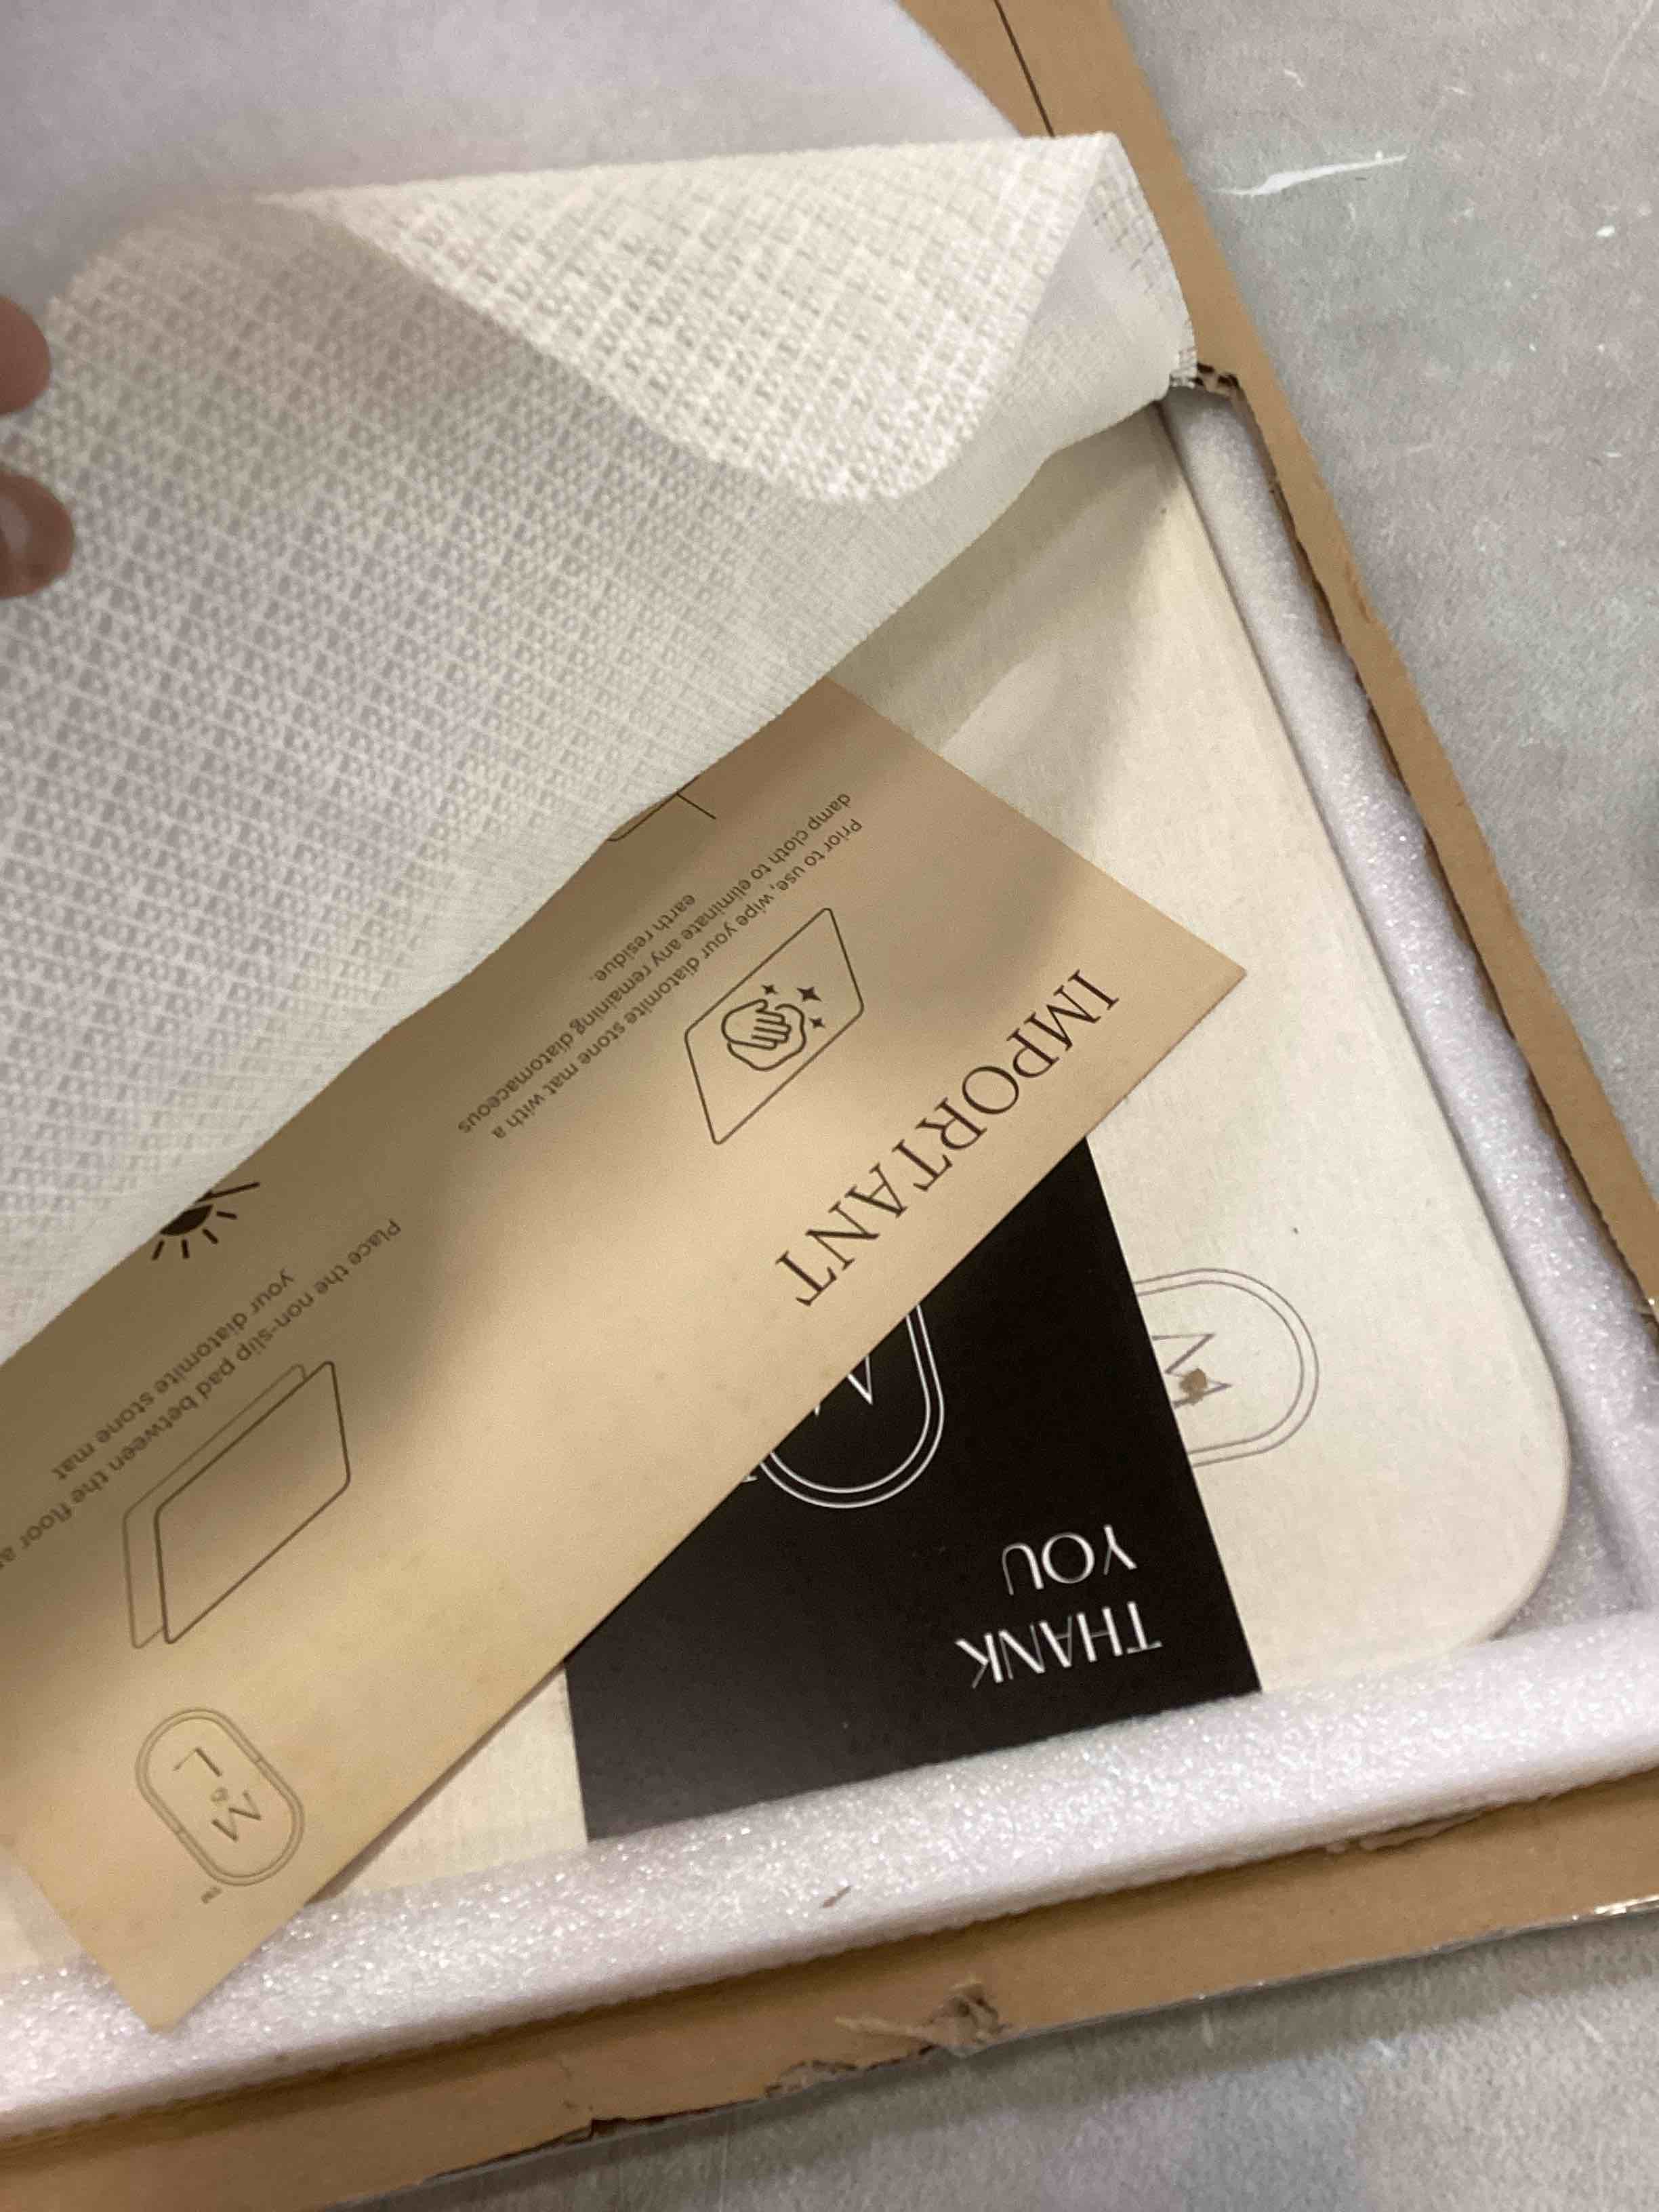 IMPORTANT
Prior to use, wipe your diatomite stone mat with a
damp cloth to eliminate any remaining diatomaceous
earth residue.
Place the non-slip pad between the floor
your diatomite stone mat
L&M
™
THANK
YOU
M